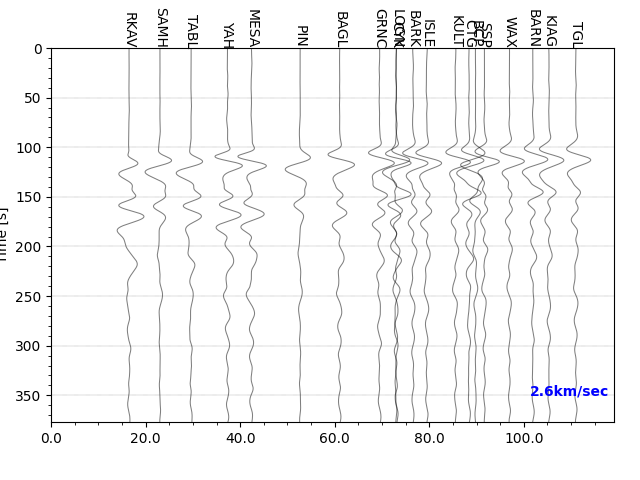 RKAV SAMH TABL YAH MESA PIN BAGL GRNC BARK ISLE KULT CTG SSP WAX BARN KIAG TGL
0
50
100
150
200
250
300
350
Time [s]
2.6km/sec
0.0 20.0 40.0 60.0 80.0 100.0